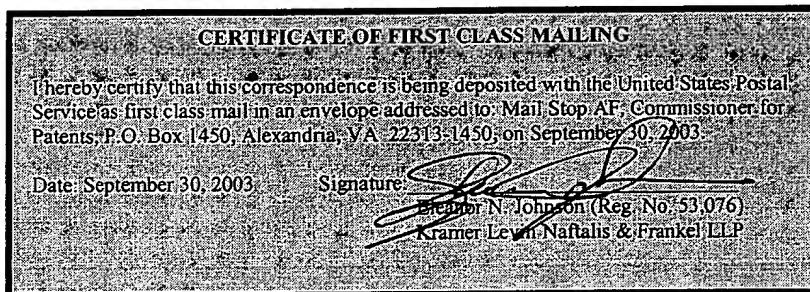 CERTIFICATE OF FIRST CLASS MAILING
I hereby certify that this correspondence is being deposited with the United States Postal
Service as first class mail in an envelope addressed to: Mail Stop AF, Commissioner for
Patents, P.O. Box 1450, Alexandria, VA 22313-1450, on September 30, 2003.
Date: September 30, 2003 Signature:
Eleanor N. Johnson (Reg. No. 53,076)
Kramer Levin Naftalis & Frankel LLP